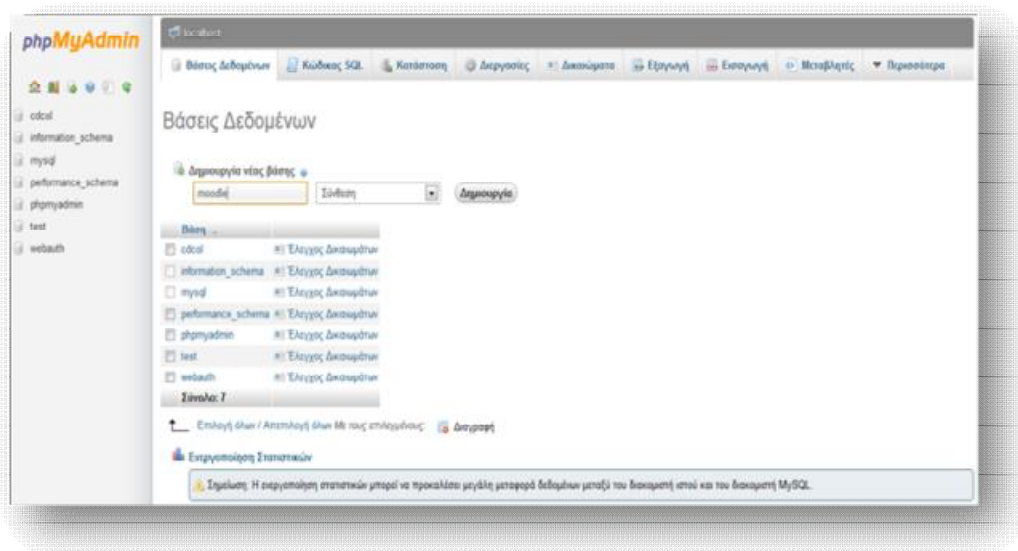 phpMyAdmin
cdcol
information_schema
mysql
performance_schema
phpmyadmin
test
webauth
localhost
Βάσεις Δεδομένων Κώδικας SQL Κατάσταση Διεργασίες Δικαιώματα Εξαγωγή Εισαγωγή Μεταβλητές Περισσότερα
Βάσεις Δεδομένων
Δημιουργία νέας βάσης
moodle Σύνθεση Δημιουργία
Βάση
cdcol Έλεγχος Δικαιωμάτων
information_schema Έλεγχος Δικαιωμάτων
mysql Έλεγχος Δικαιωμάτων
performance_schema Έλεγχος Δικαιωμάτων
phpmyadmin Έλεγχος Δικαιωμάτων
test Έλεγχος Δικαιωμάτων
webauth Έλεγχος Δικαιωμάτων
Σύνολο: 7
Επιλογή όλων / Απεπιλογή όλων Με τους επιλεγμένους: Διαγραφή
Ενεργοποίηση Στατιστικών
Σημείωση: Η ενεργοποίηση στατιστικών μπορεί να προκαλέσει μεγάλη μεταφορά δεδομένων μεταξύ του διακομιστή ιστού και του διακομιστή MySQL.